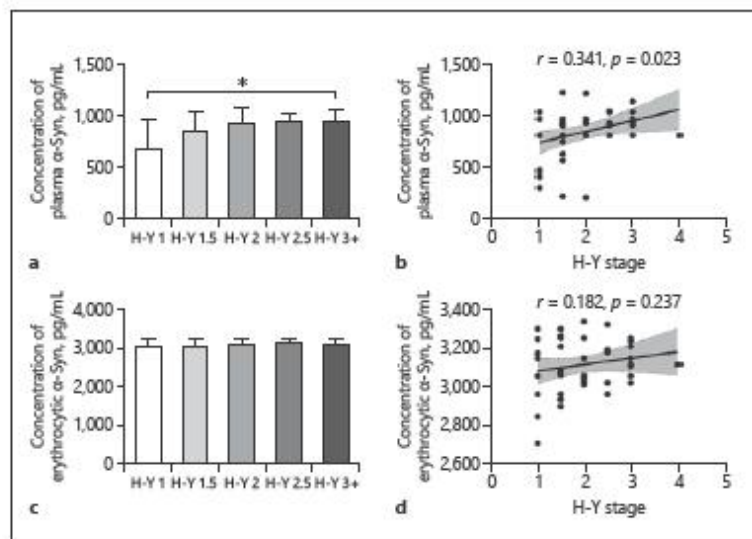 *
1,500
1,000
500
0
Concentration of
plasma α-Syn, pg/mL
H-Y 1 H-Y 1.5 H-Y 2 H-Y 2.5 H-Y 3+
a
r = 0.341, p = 0.023
1,500
1,000
500
0
Concentration of
plasma α-Syn, pg/mL
0 1 2 3 4 5
H-Y stage
b
4,000
3,000
2,000
1,000
0
Concentration of
erythrocytic α-Syn, pg/mL
H-Y 1 H-Y 1.5 H-Y 2 H-Y 2.5 H-Y 3+
c
r = 0.182, p = 0.237
3,400
3,200
3,000
2,800
2,600
Concentration of
erythrocytic α-Syn, pg/mL
0 1 2 3 4 5
H-Y stage
d